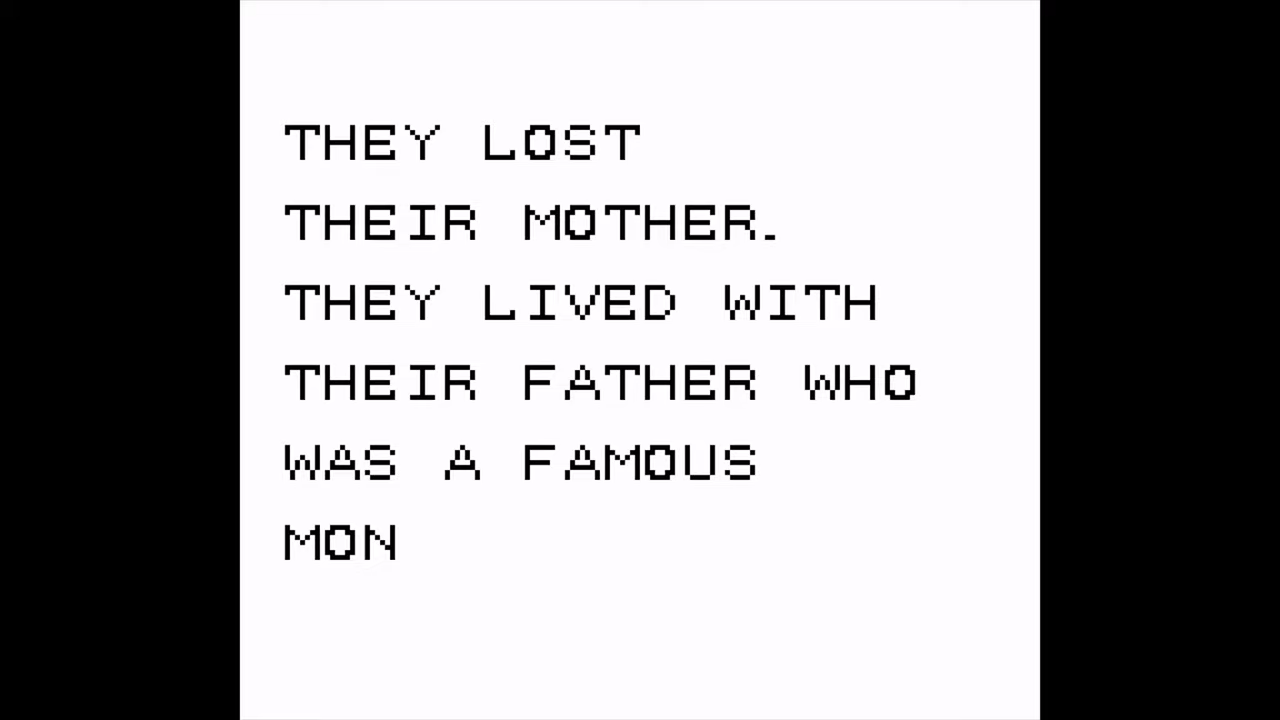 THEY LOST
THEIR MOTHER.
THEY LIVED WITH
THEIR FATHER WHO
WAS A FAMOUS
MON